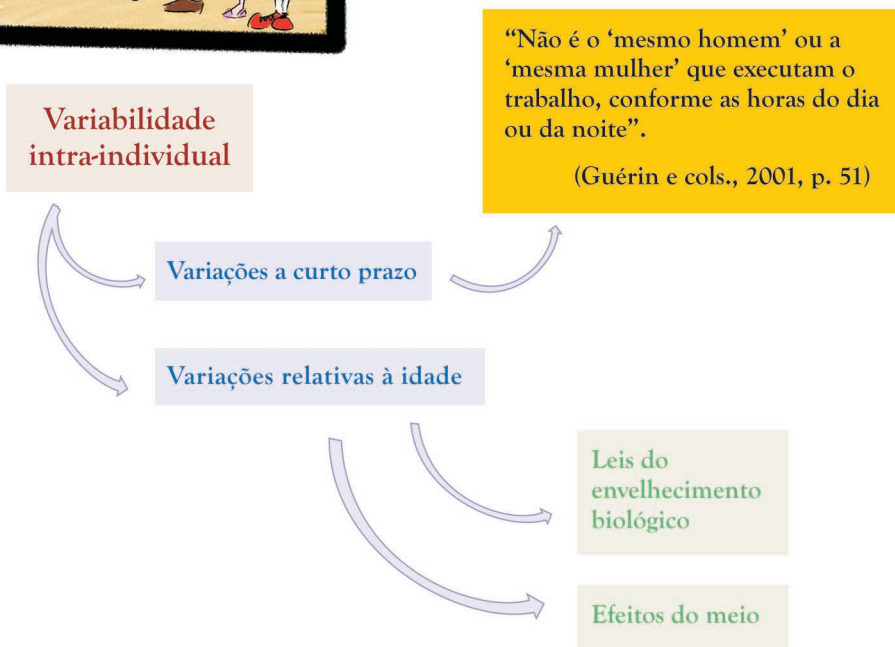 “Não é o ‘mesmo homem’ ou a
‘mesma mulher’ que executam o
trabalho, conforme as horas do dia
ou da noite”.
(Guérin e cols., 2001, p. 51)
Variabilidade
intra-individual
Variações a curto prazo
Variações relativas à idade
Leis do
envelhecimento
biológico
Efeitos do meio